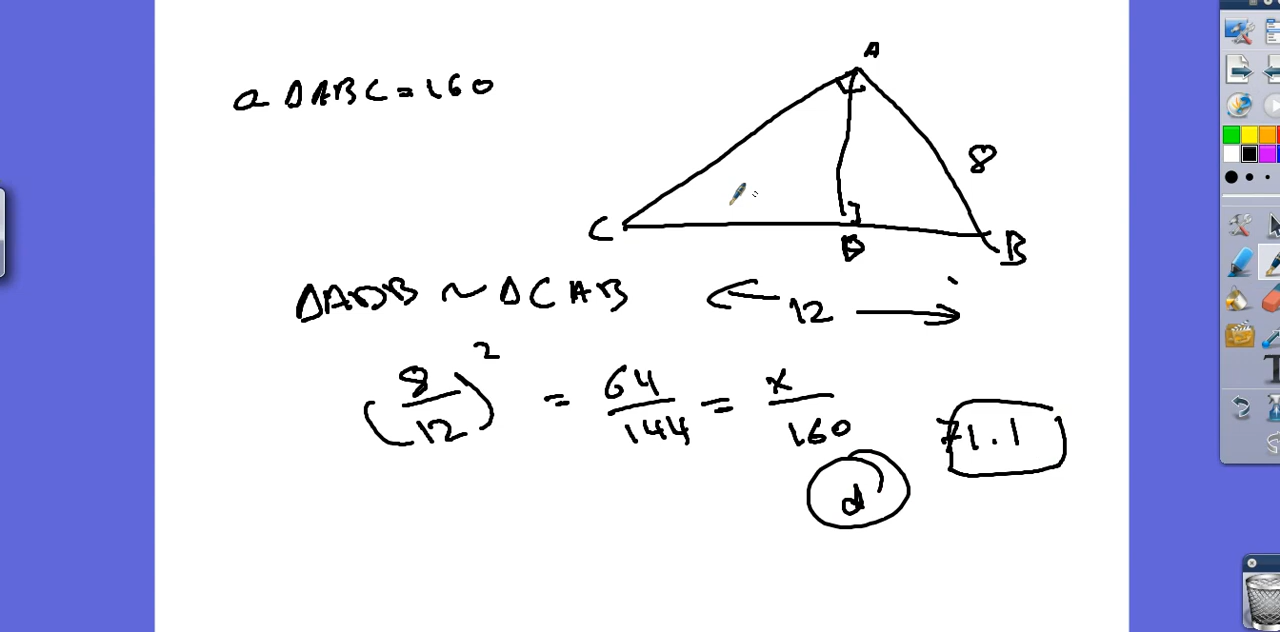 a ΔABC = 160
A
8
C
D
B
ΔADB ~ ΔCAB
12
(8/12)² = 64/144 = x/160
71.1
d